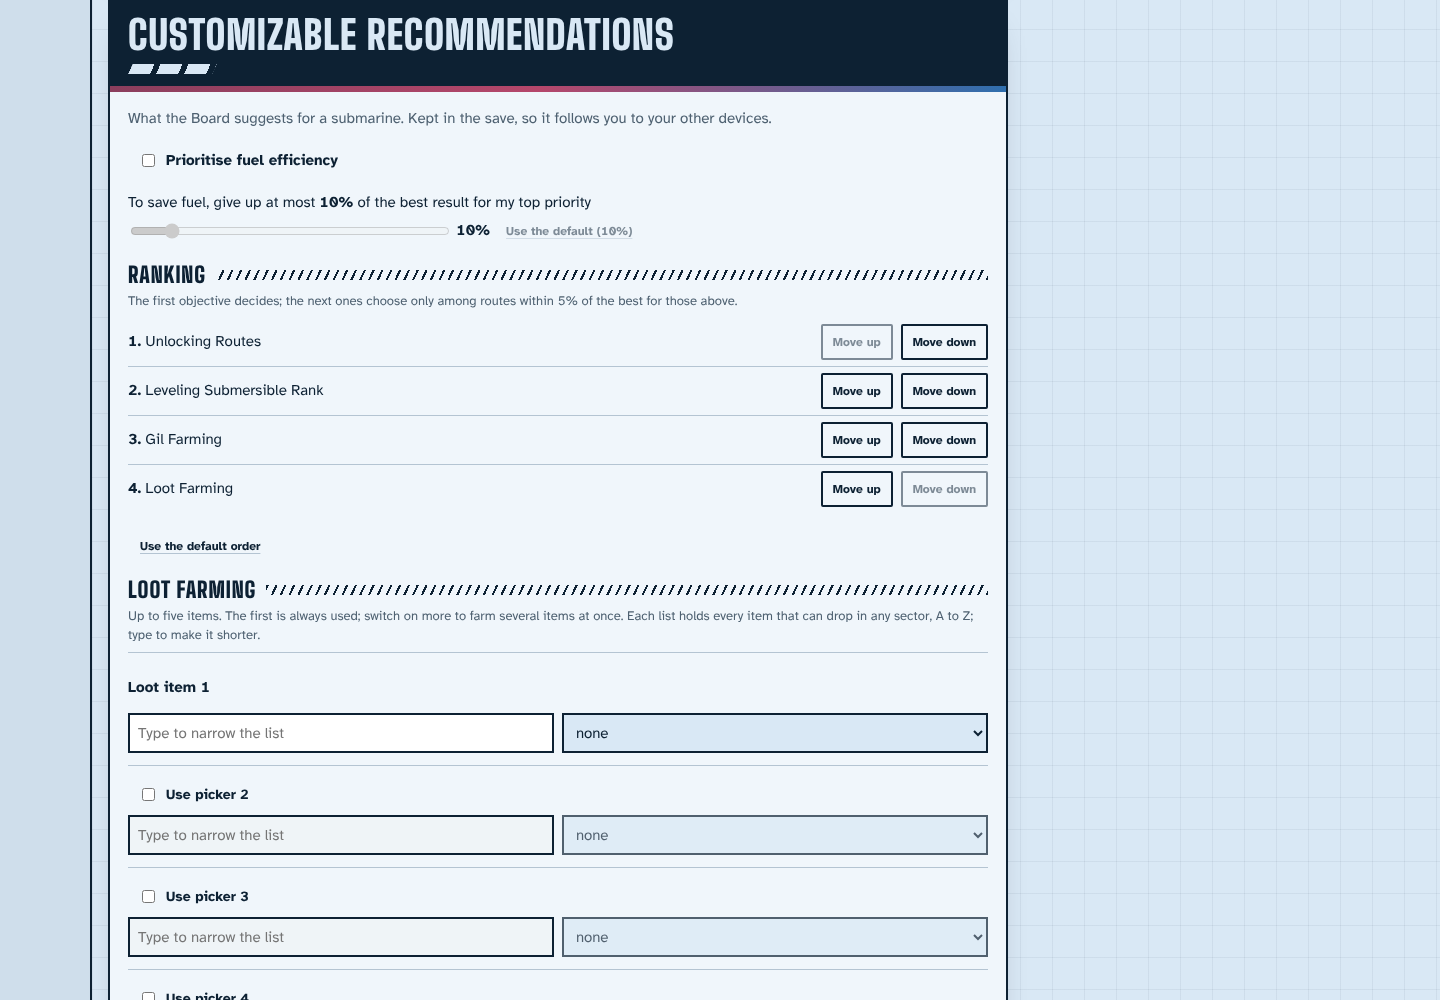 CUSTOMIZABLE RECOMMENDATIONS
What the Board suggests for a submarine. Kept in the save, so it follows you to your other devices.
Prioritise fuel efficiency
To save fuel, give up at most 10% of the best result for my top priority
10% Use the default (10%)
RANKING
The first objective decides; the next ones choose only among routes within 5% of the best for those above.
1. Unlocking Routes Move up Move down
2. Leveling Submersible Rank Move up Move down
3. Gil Farming Move up Move down
4. Loot Farming Move up Move down
Use the default order
LOOT FARMING
Up to five items. The first is always used; switch on more to farm several items at once. Each list holds every item that can drop in any sector, A to Z;
type to make it shorter.
Loot item 1
Type to narrow the list none
Use picker 2
Type to narrow the list none
Use picker 3
Type to narrow the list none
Use picker 4